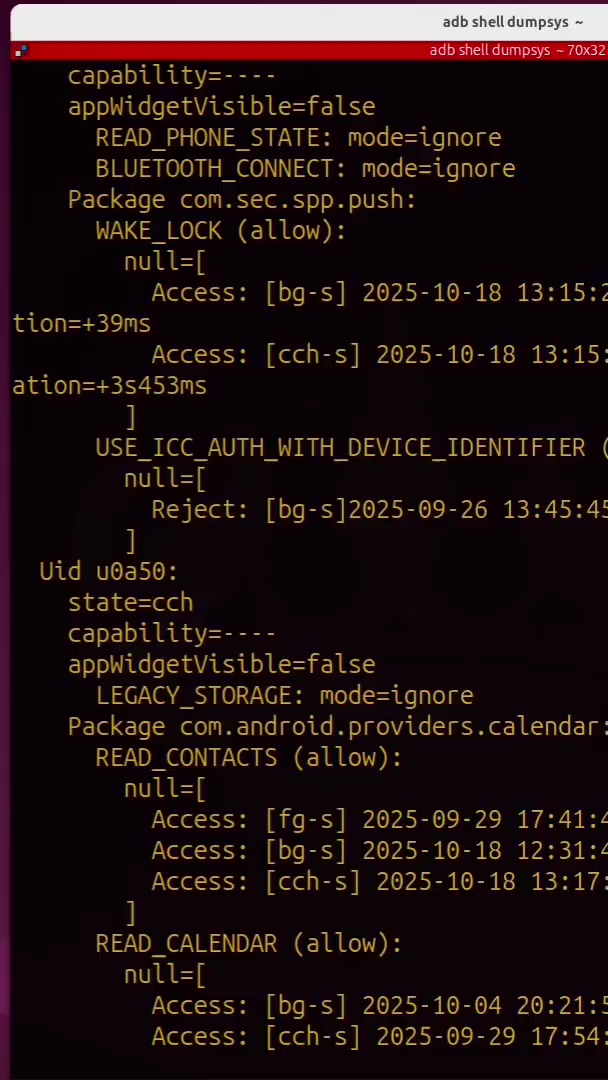 adb shell dumpsys ~
adb shell dumpsys ~ 70x32
capability=----
appWidgetVisible=false
READ_PHONE_STATE: mode=ignore
BLUETOOTH_CONNECT: mode=ignore
Package com.sec.spp.push:
WAKE_LOCK (allow):
null=[
Access: [bg-s] 2025-10-18 13:15:2
tion=+39ms
Access: [cch-s] 2025-10-18 13:15:
ation=+3s453ms
]
USE_ICC_AUTH_WITH_DEVICE_IDENTIFIER (
null=[
Reject: [bg-s]2025-09-26 13:45:45
]
Uid u0a50:
state=cch
capability=----
appWidgetVisible=false
LEGACY_STORAGE: mode=ignore
Package com.android.providers.calendar:
READ_CONTACTS (allow):
null=[
Access: [fg-s] 2025-09-29 17:41:4
Access: [bg-s] 2025-10-18 12:31:4
Access: [cch-s] 2025-10-18 13:17:
]
READ_CALENDAR (allow):
null=[
Access: [bg-s] 2025-10-04 20:21:5
Access: [cch-s] 2025-09-29 17:54: